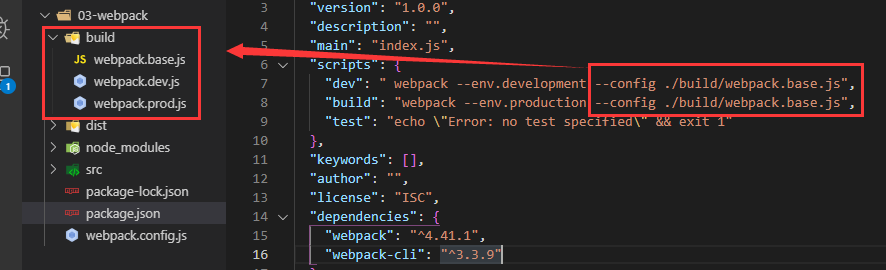 03-webpack
build
JS webpack.base.js
webpack.dev.js
webpack.prod.js
dist
node_modules
src
package-lock.json
package.json
webpack.config.js
1
3 "version": "1.0.0",
4 "description": "",
5 "main": "index.js",
6 "scripts": {
7 "dev": " webpack --env.development --config ./build/webpack.base.js",
8 "build": "webpack --env.production --config ./build/webpack.base.js",
9 "test": "echo \"Error: no test specified\" && exit 1"
10 },
11 "keywords": [],
12 "author": "",
13 "license": "ISC",
14 "dependencies": {
15 "webpack": "^4.41.1",
16 "webpack-cli": "^3.3.9"